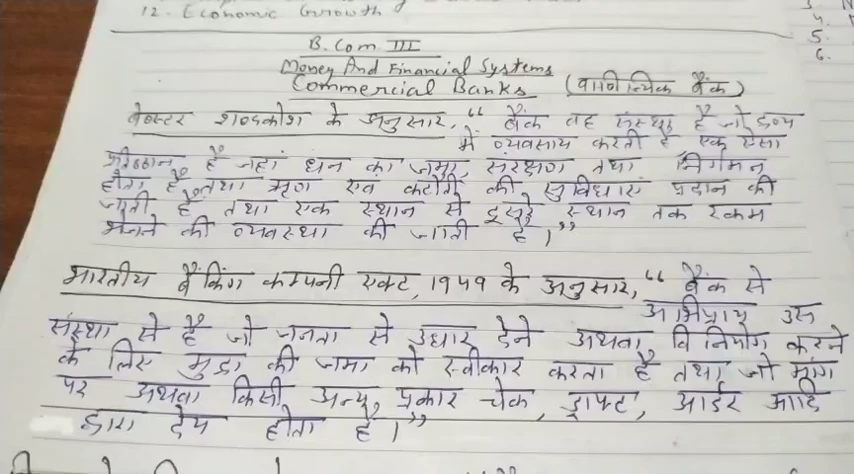 12. Economic Growth
4.
5.
6.
B.Com III
Money And Financial Systems
Commercial Banks (वाणिज्यिक बैंक)
वेबस्टर शब्दकोश के अनुसार, “ बैंक वह संस्था है जो द्रव्य
में व्यवसाय करती है एक ऐसा
प्रतिष्ठान है जहां धन का जमा, संरक्षण तथा निर्गमन
होता है तथा ऋण एवं कटौती की सुविधाएं प्रदान की
जाती है तथा एक स्थान से दूसरे स्थान तक रकम
भेजने की व्यवस्था की जाती है।”
भारतीय बैंकिंग कम्पनी एक्ट, 1949 के अनुसार, “ बैंक से
अभिप्राय उस
संस्था से है जो जनता से उधार देने अथवा विनियोग करने
के लिए मुद्रा की जमा को स्वीकार करता है तथा जो मांग
पर अथवा किसी अन्य प्रकार चेक, ड्राफ्ट, आर्डर आदि
द्वारा देय होता है।”